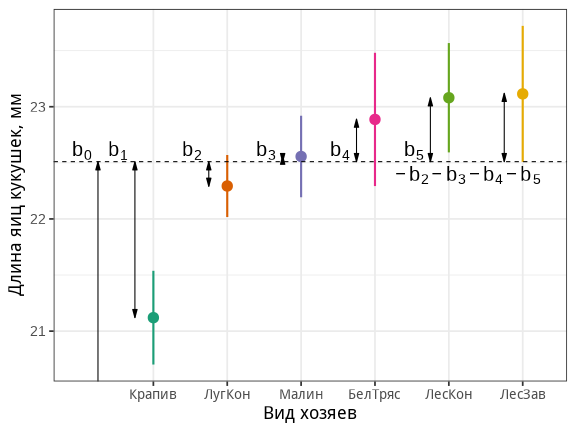 Длина яиц кукушек, мм
23
22
21
b0 b1 b2 b3 b4 b5
−b2−b3−b4−b5
Крапив ЛугКон Малин БелТряс ЛесКон ЛесЗав
Вид хозяев